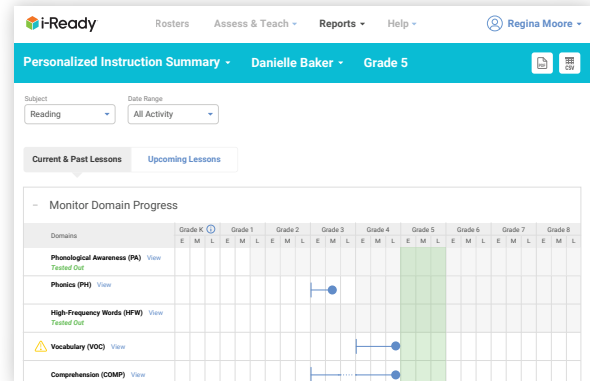 i-Ready Rosters Assess & Teach Reports Help Regina Moore
Personalized Instruction Summary Danielle Baker Grade 5 PDF CSV
Subject Date Range
Reading All Activity
Current & Past Lessons Upcoming Lessons
− Monitor Domain Progress
Domains Grade K Grade 1 Grade 2 Grade 3 Grade 4 Grade 5 Grade 6 Grade 7 Grade 8
E M L E M L E M L E M L E M L E M L E M L E M L E M L
Phonological Awareness (PA) View
Tested Out
Phonics (PH) View
High-Frequency Words (HFW) View
Tested Out
Vocabulary (VOC) View
Comprehension (COMP) View